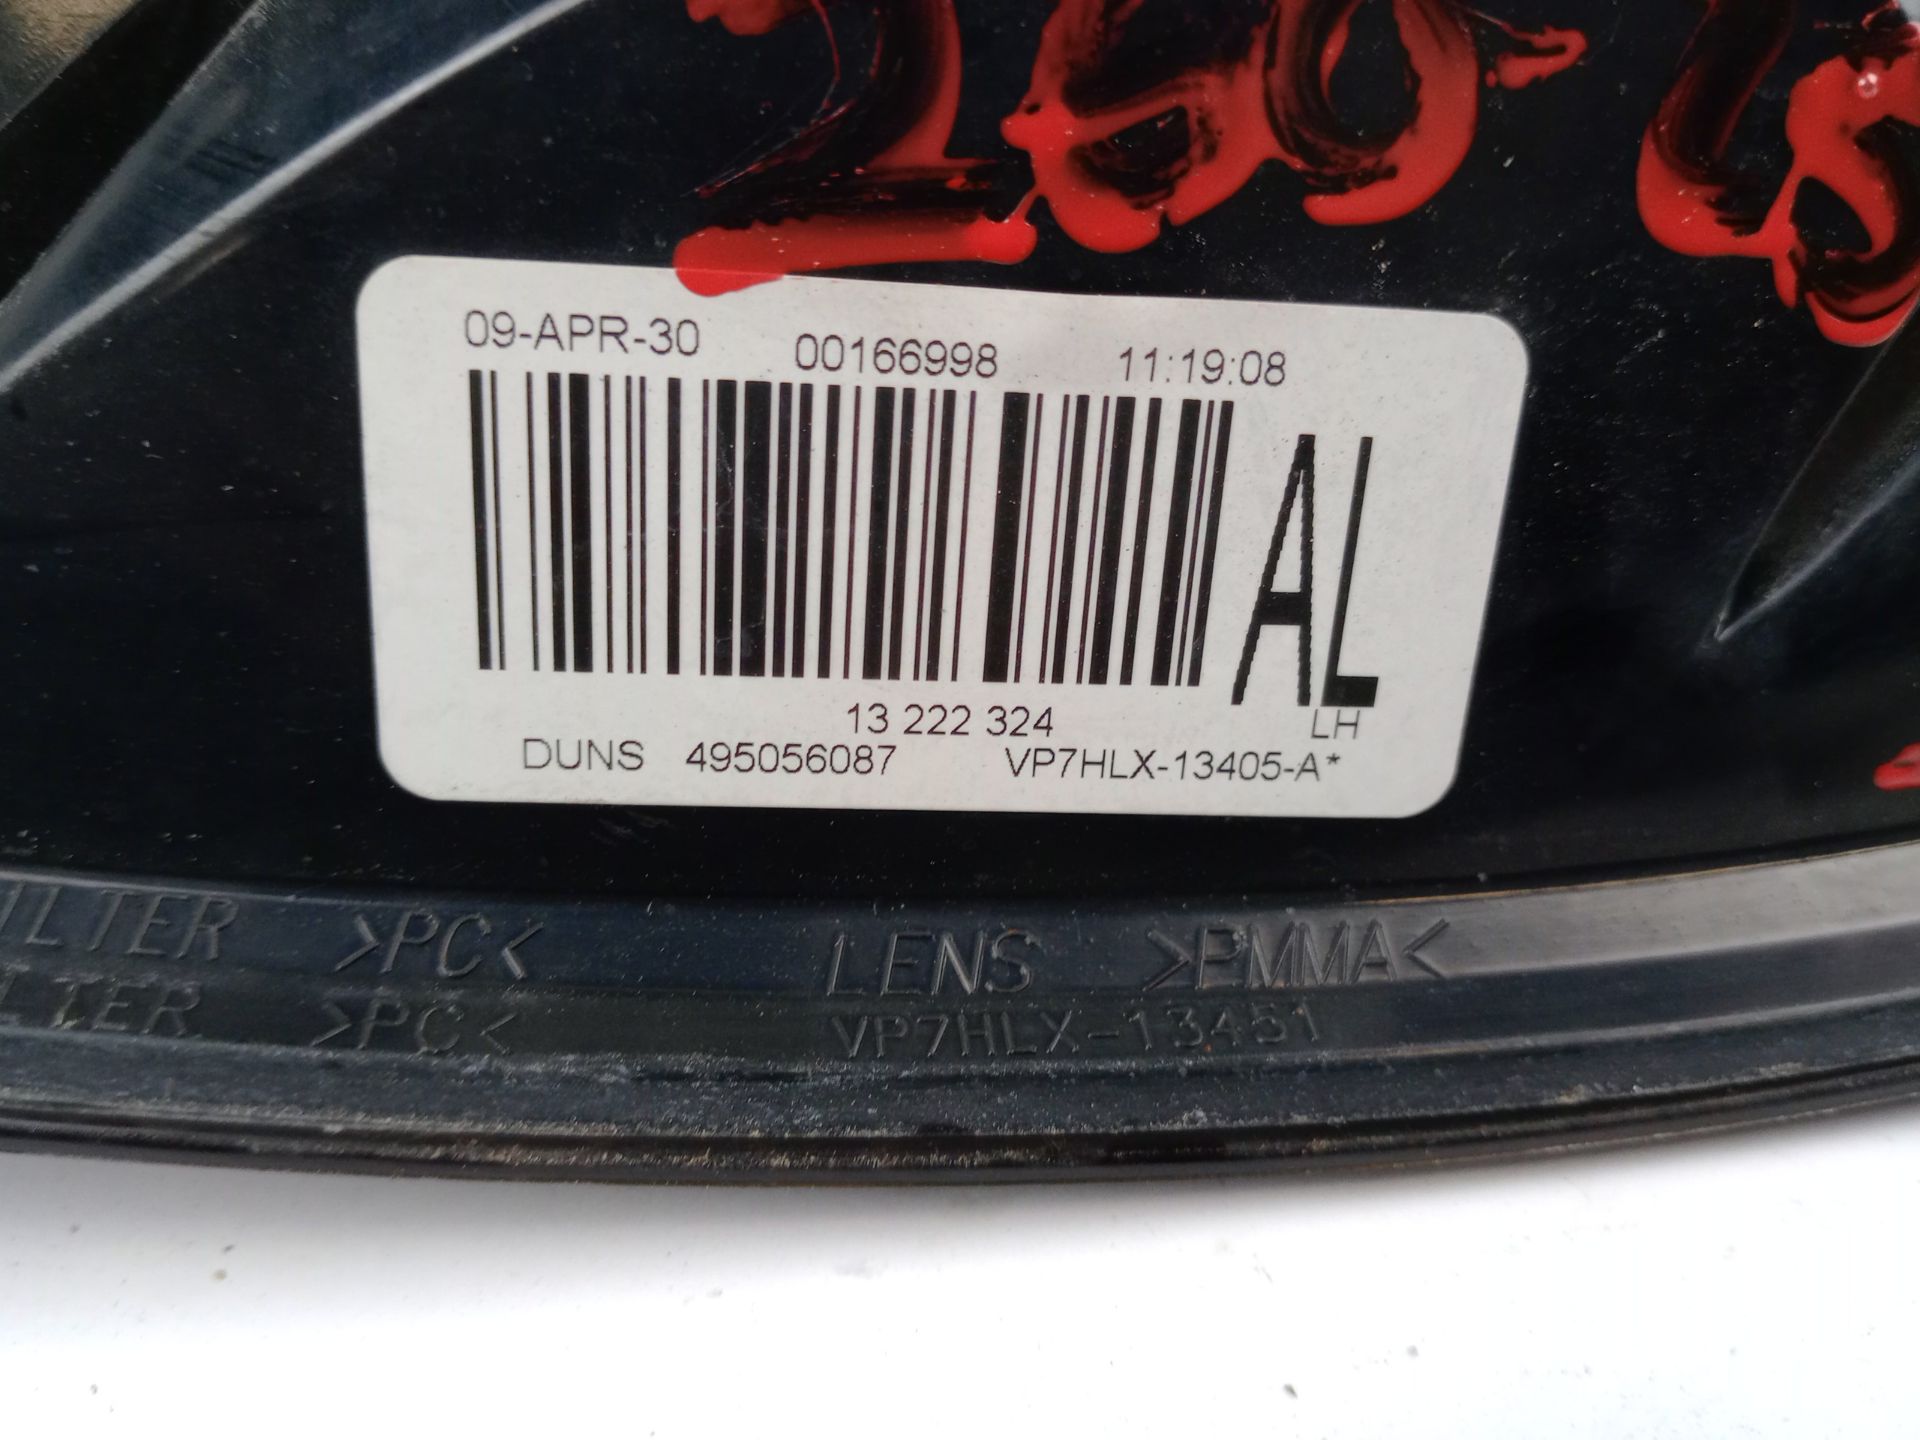 09-APR-30 00166998 11:19:08
AL
13 222 324 LH
DUNS 495056087 VP7HLX-13405-A*
>PC< LENS >PMMA<
>PC< VP7HLX-13451